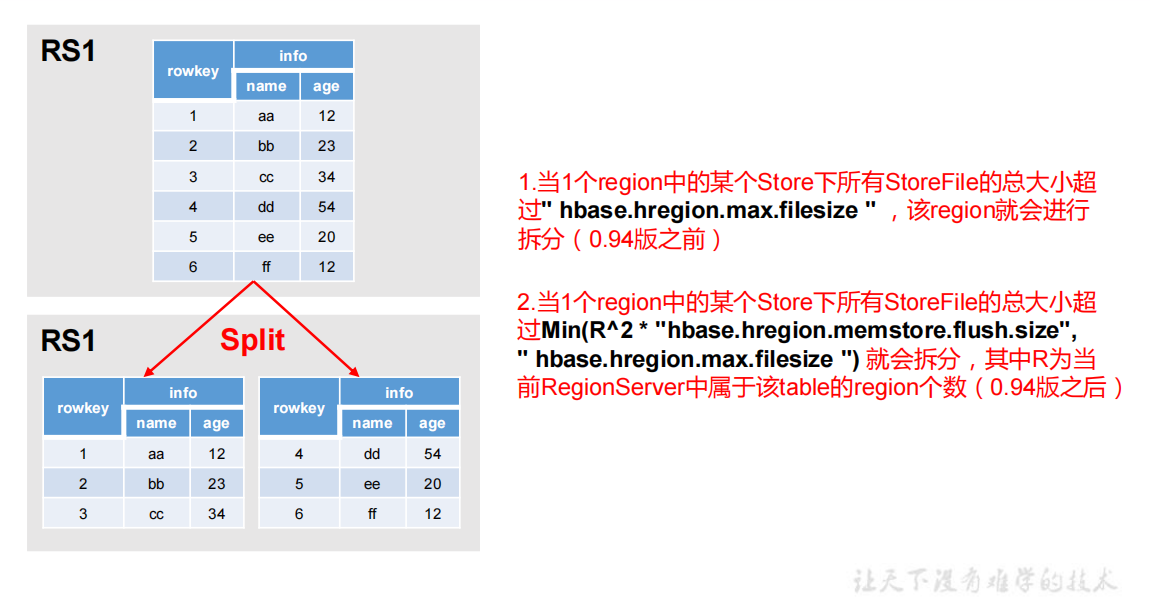 RS1
rowkey info
name age
1 aa 12
2 bb 23
3 cc 34
4 dd 54
5 ee 20
6 ff 12
RS1
Split
rowkey info
name age
1 aa 12
2 bb 23
3 cc 34
rowkey info
name age
4 dd 54
5 ee 20
6 ff 12
1.当1个region中的某个Store下所有StoreFile的总大小超
过" hbase.hregion.max.filesize "，该region就会进行
拆分（0.94版之前）
2.当1个region中的某个Store下所有StoreFile的总大小超
过Min(R^2 * "hbase.hregion.memstore.flush.size",
" hbase.hregion.max.filesize ") 就会拆分，其中R为当
前RegionServer中属于该table的region个数（0.94版之后）
让天下没有难学的技术